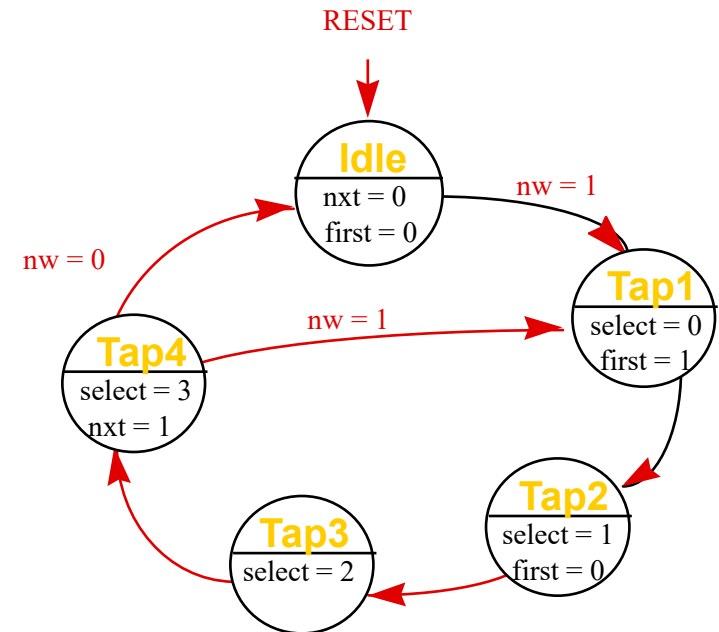 RESET
Idle
nxt = 0
first = 0
nw = 1
Tap1
select = 0
first = 1
nw = 0
nw = 1
Tap4
select = 3
nxt = 1
Tap2
select = 1
first = 0
Tap3
select = 2